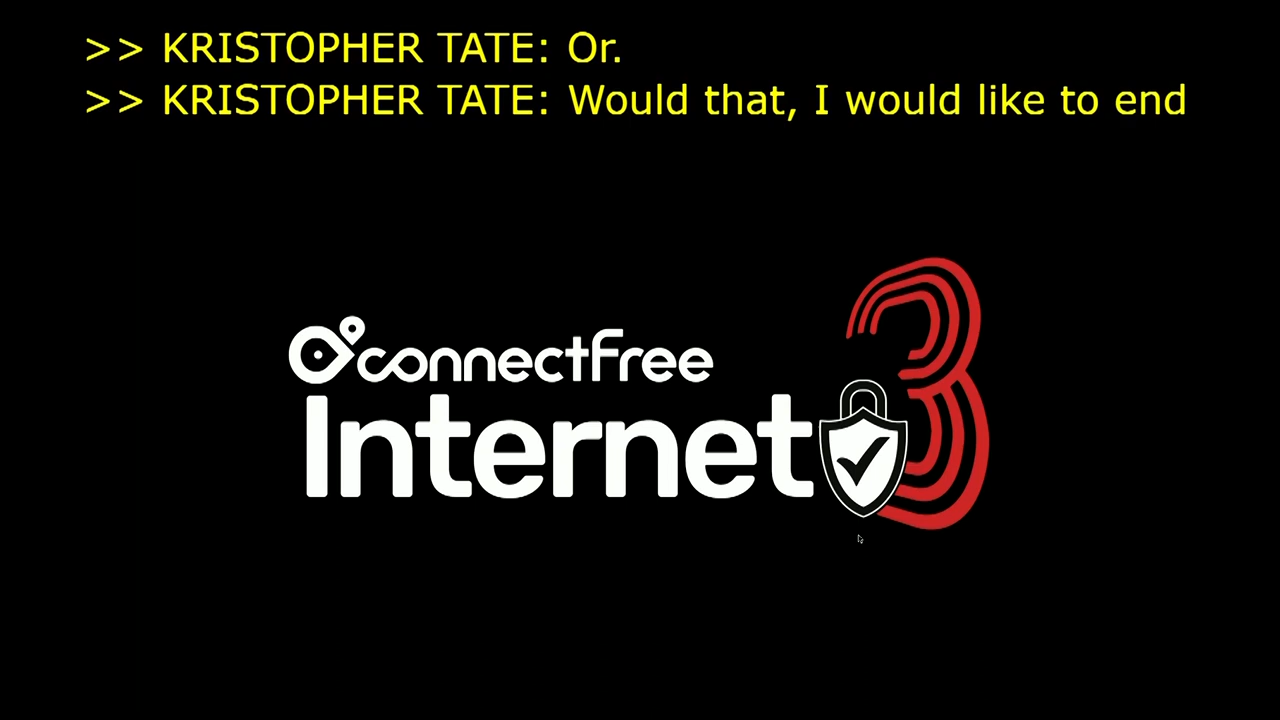 >> KRISTOPHER TATE: Or.
>> KRISTOPHER TATE: Would that, I would like to end
connectFree
Internet 3